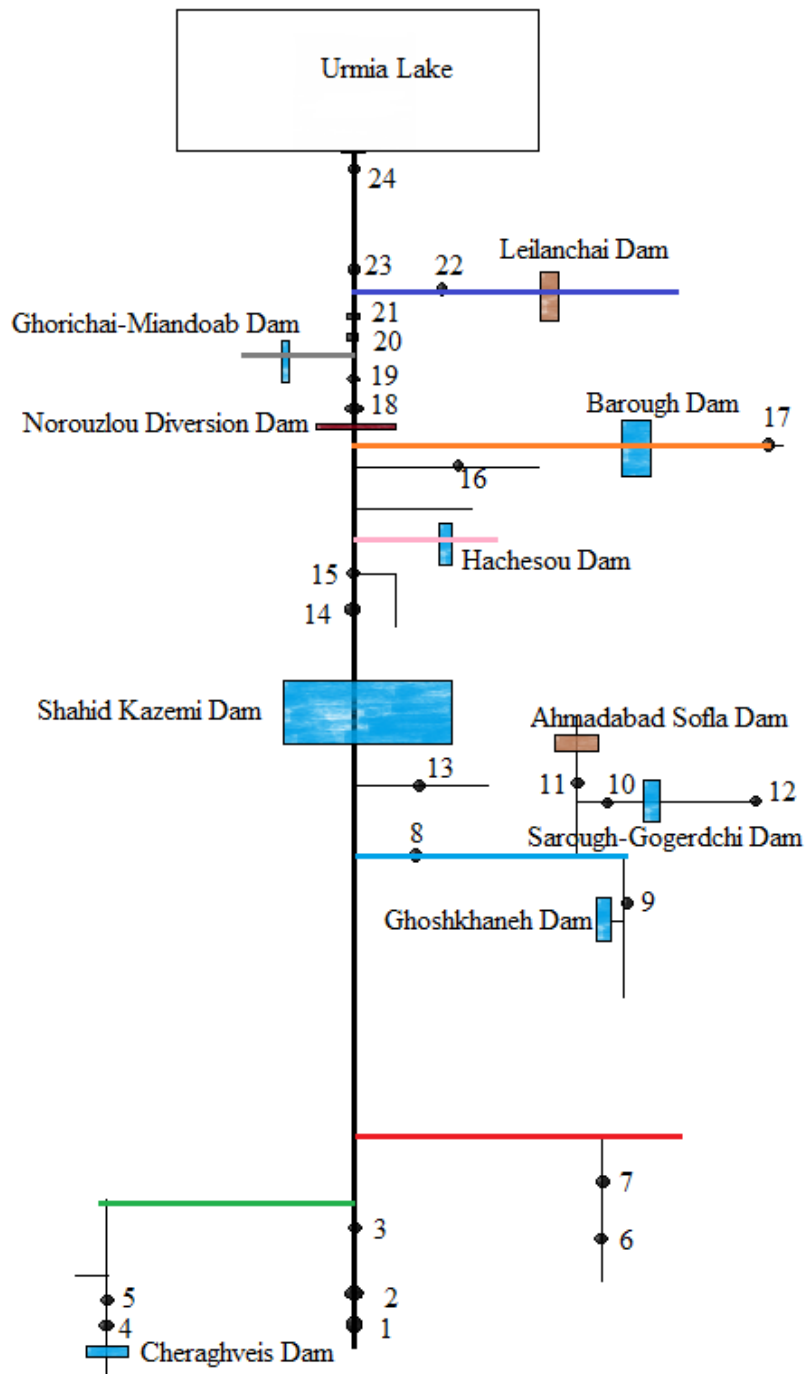 Urmia Lake
24
23
22
Leilanchai Dam
21
Ghorichai-Miandoab Dam
20
19
18
Norouzlou Diversion Dam
Barough Dam
17
16
Hachesou Dam
15
14
Shahid Kazemi Dam
Ahmadabad Sofla Dam
13
11
10
12
8
Sarough-Gogerdchi Dam
9
Ghoshkhaneh Dam
7
3
6
5
2
4
1
Cheraghveis Dam